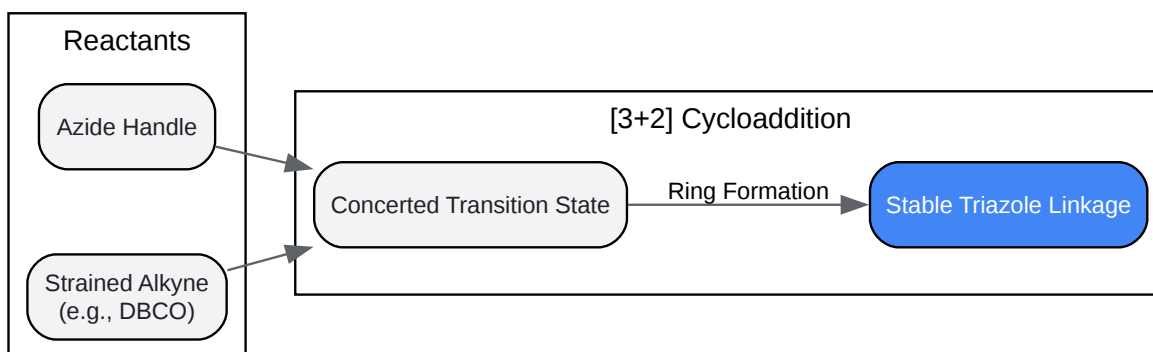 Reactants
Azide Handle
Strained Alkyne
(e.g., DBCO)
[3+2] Cycloaddition
Concerted Transition State
Ring Formation
Stable Triazole Linkage